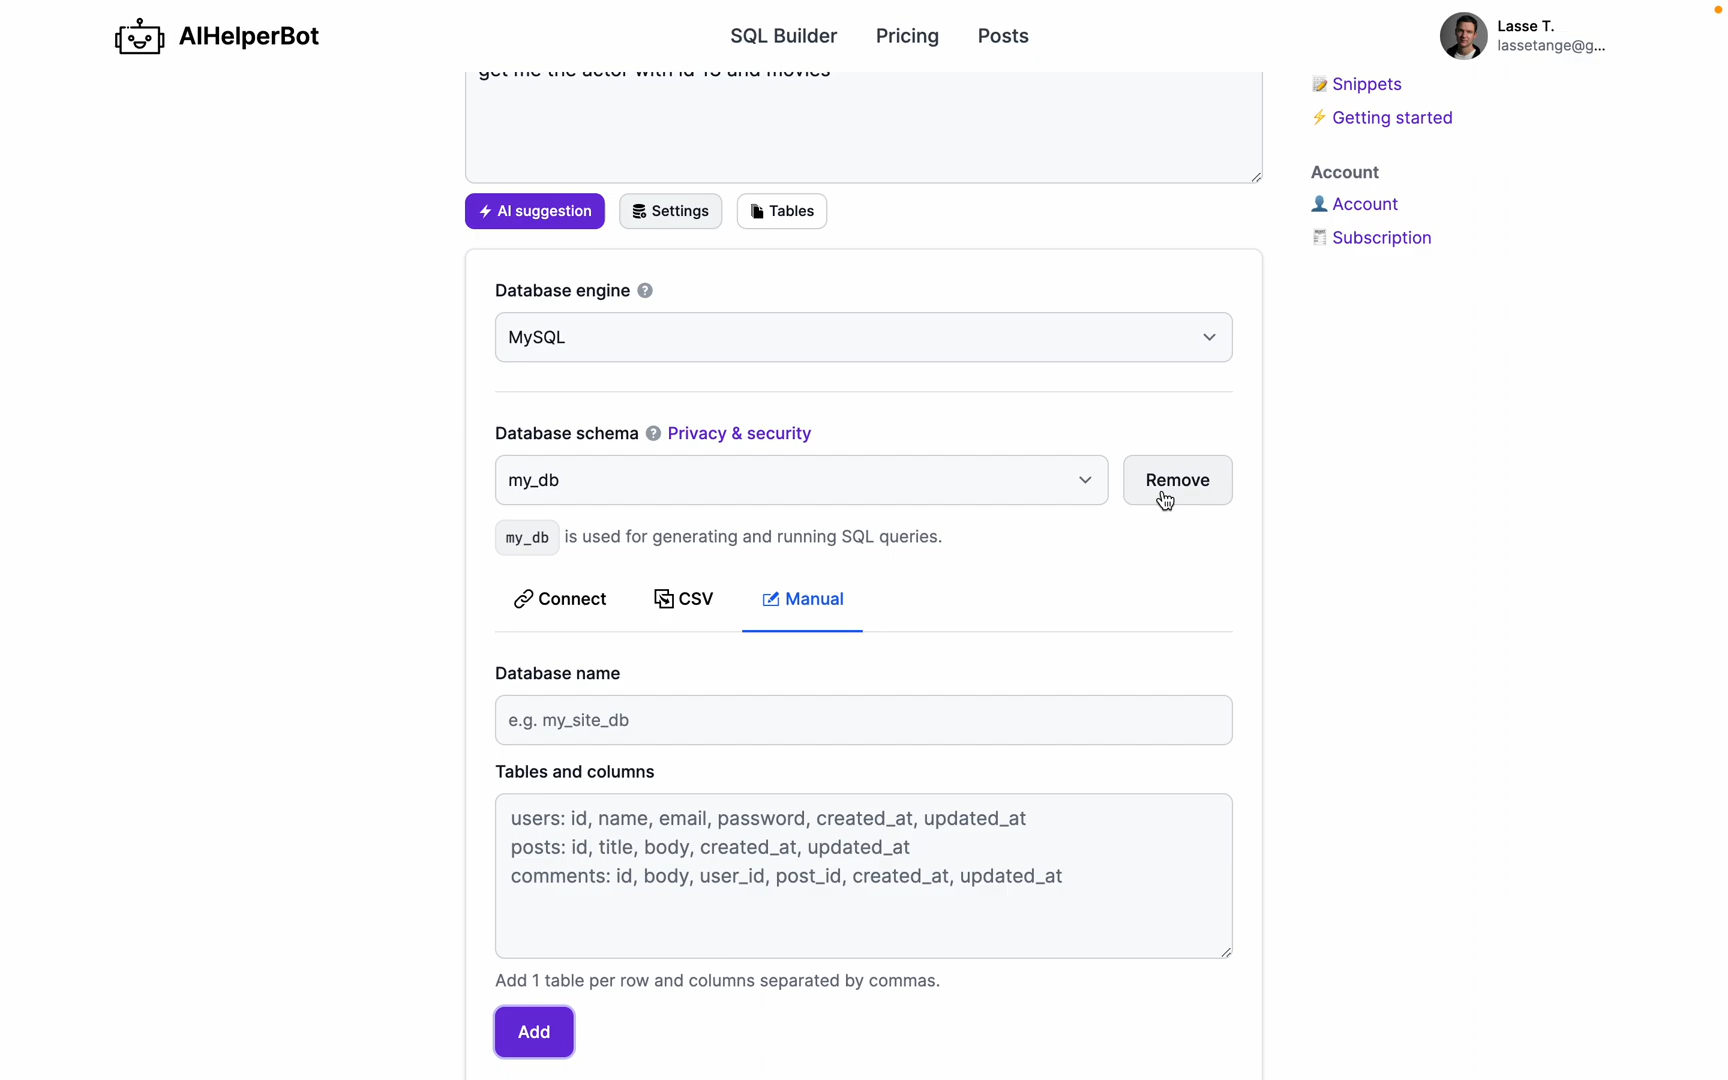 AIHelperBot
SQL Builder
Pricing
Posts
Lasse T.
lassetange@g...
get me the actor with id 15 and movies
AI suggestion
Settings
Tables
Database engine ?
MySQL
Database schema ? Privacy & security
my_db
Remove
my_db is used for generating and running SQL queries.
Connect
CSV
Manual
Database name
e.g. my_site_db
Tables and columns
users: id, name, email, password, created_at, updated_at
posts: id, title, body, created_at, updated_at
comments: id, body, user_id, post_id, created_at, updated_at
Add 1 table per row and columns separated by commas.
Add
Snippets
Getting started
Account
Account
Subscription